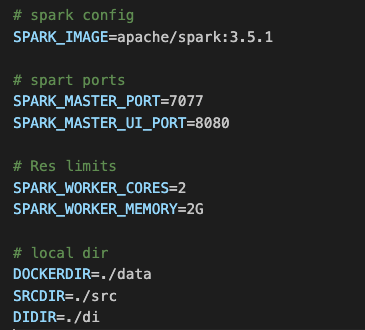 # spark config
SPARK_IMAGE=apache/spark:3.5.1
# spart ports
SPARK_MASTER_PORT=7077
SPARK_MASTER_UI_PORT=8080
# Res limits
SPARK_WORKER_CORES=2
SPARK_WORKER_MEMORY=2G
# local dir
DOCKERDIR=./data
SRCDIR=./src
DIDIR=./di